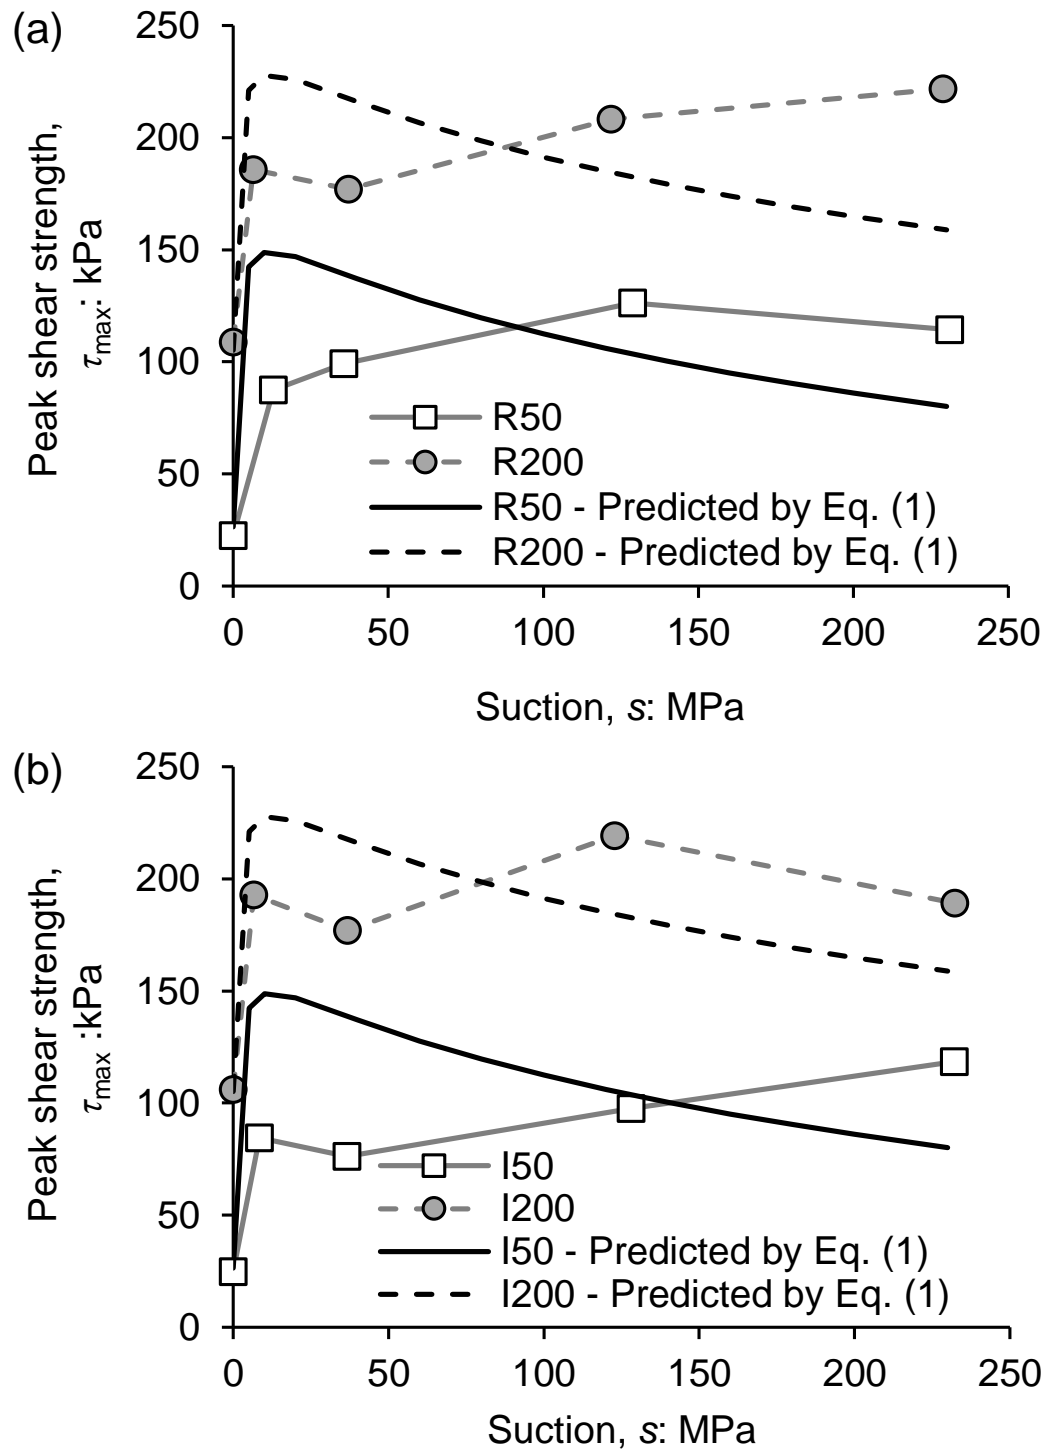 (a)
250
200
150
100
50
0
Peak shear strength,
τmax: kPa
R50
R200
R50 - Predicted by Eq. (1)
R200 - Predicted by Eq. (1)
0 50 100 150 200 250
Suction, s: MPa
(b)
250
200
150
100
50
0
Peak shear strength,
τmax :kPa
I50
I200
I50 - Predicted by Eq. (1)
I200 - Predicted by Eq. (1)
0 50 100 150 200 250
Suction, s: MPa